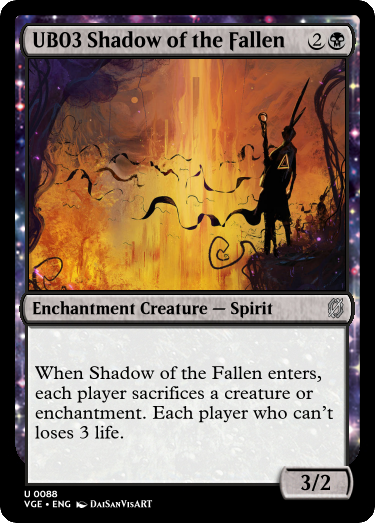 UB03 Shadow of the Fallen 2
Enchantment Creature — Spirit
When Shadow of the Fallen enters,
each player sacrifices a creature or
enchantment. Each player who can't
loses 3 life.
3/2
U 0088
VGE • ENG DaiSanVisART